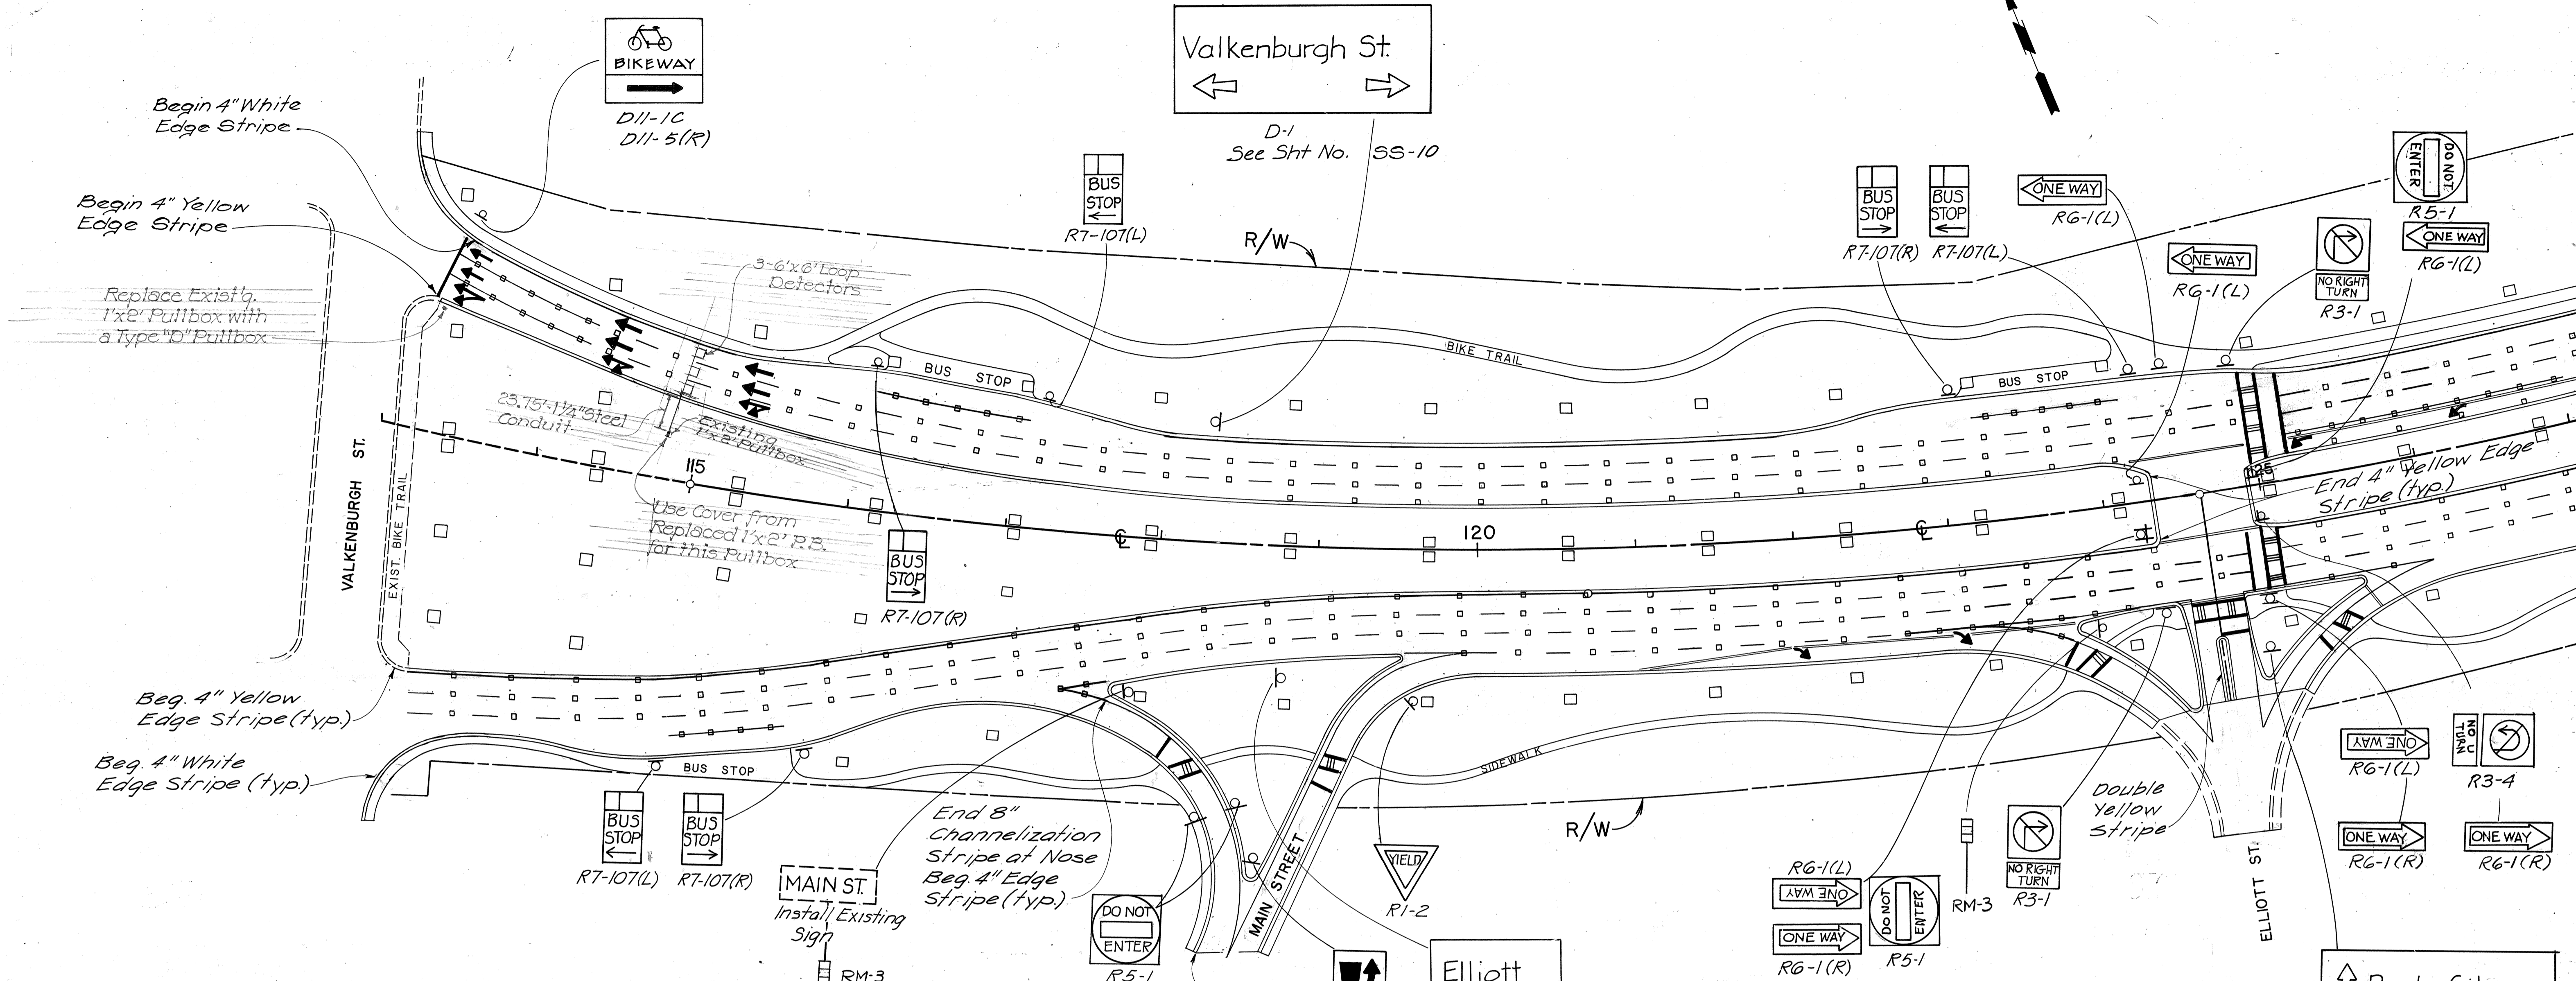 BIKEWAY
D11-1C
D11-5(R)
Valkenburgh St.
D-1
See Sht No. SS-10
Begin 4" White
Edge Stripe
Begin 4" Yellow
Edge Stripe
Replace Exist'g.
1'x2' Pullbox with
a Type "D" Pullbox
3-6'x6' Loop
Detectors
BUS
STOP
R7-107(L)
R/W
BUS
STOP
R7-107(R)
BUS
STOP
R7-107(L)
ONE WAY
R6-1(L)
ONE WAY
R6-1(L)
NO RIGHT
TURN
R3-1
DO NOT
ENTER
R5-1
ONE WAY
R6-1(L)
BIKE TRAIL
BUS STOP
BUS STOP
23.75'-1¼" Steel
Conduit
Existing
1'x2' Pullbox
115
Use Cover from
Replaced 1'x2' P.B.
for this Pullbox
VALKENBURGH ST.
EXIST. BIKE TRAIL
BUS
STOP
R7-107(R)
℄
120
℄
125
End 4" Yellow Edge
Stripe (typ.)
Beg. 4" Yellow
Edge Stripe (typ.)
Beg. 4" White
Edge Stripe (typ.)
BUS STOP
BUS
STOP
R7-107(L)
BUS
STOP
R7-107(R)
MAIN ST.
Install Existing
Sign
RM-3
End 8"
Channelization
Stripe at Nose
Beg. 4" Edge
Stripe (typ.)
DO NOT
ENTER
R5-1
MAIN STREET
SIDEWALK
YIELD
R1-2
Elliott
R/W
R6-1(L)
ONE WAY
ONE WAY
R6-1(R)
DO NOT
ENTER
R5-1
RM-3
NO RIGHT
TURN
R3-1
Double
Yellow
Stripe
ELLIOTT ST.
ONE WAY
R6-1(L)
ONE WAY
R6-1(R)
NO U
TURN
R3-4
ONE WAY
R6-1(R)